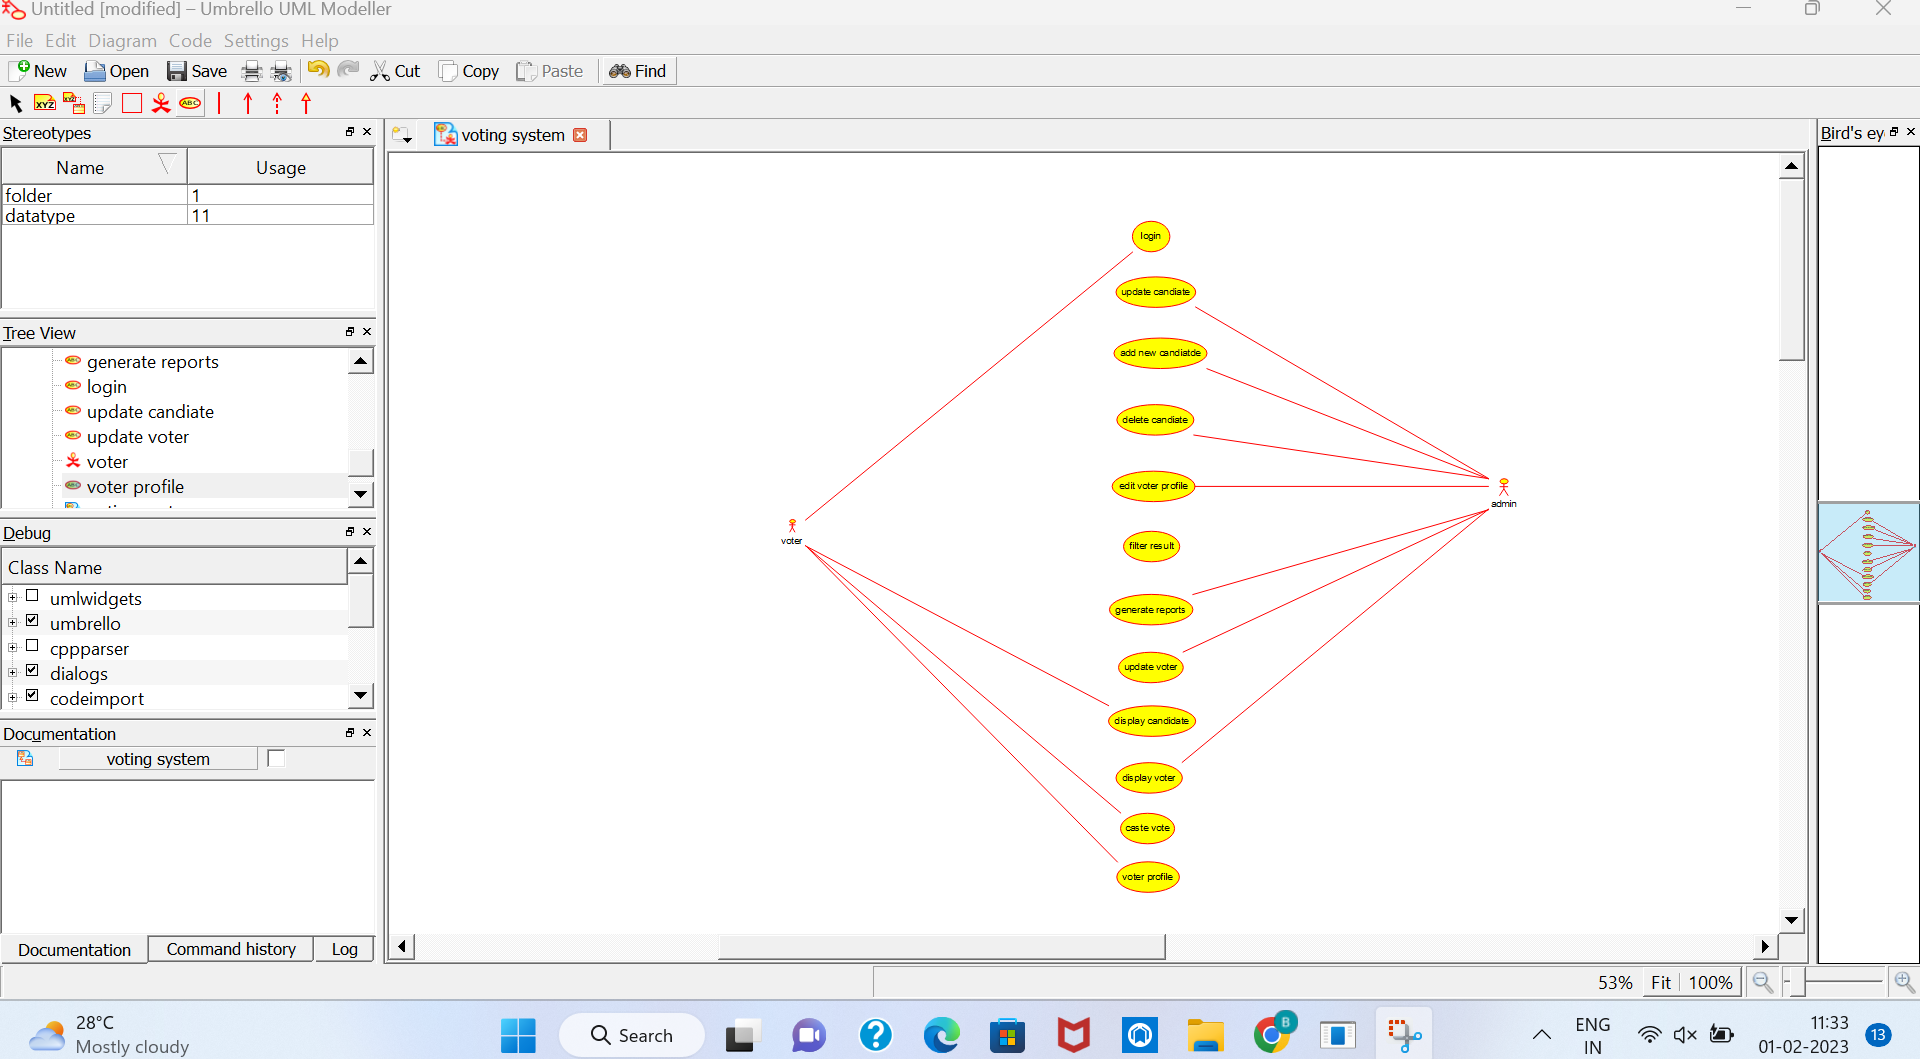 Untitled [modified] – Umbrello UML Modeller
File Edit Diagram Code Settings Help
New Open Save Cut Copy Paste Find
XYZ XYZ ABC
Stereotypes
Name Usage
folder 1
datatype 11
Tree View
generate reports
login
update candiate
update voter
voter
voter profile
Debug
Class Name
umlwidgets
umbrello
cppparser
dialogs
codeimport
Documentation
voting system
Documentation Command history Log
voting system
login
update candiate
add new candiatde
delete candiate
edit voter profile
admin
voter
filter result
generate reports
update voter
display candidate
display voter
caste vote
voter profile
Bird's ey
53% Fit 100%
28°C
Mostly cloudy
Search
B
ENG
IN
11:33
01-02-2023
13